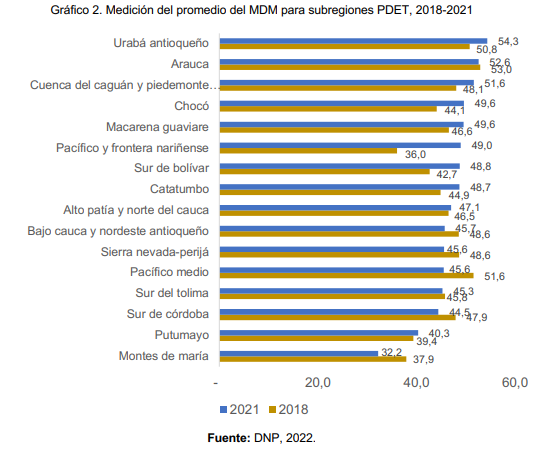 Gráfico 2. Medición del promedio del MDM para subregiones PDET, 2018-2021
Urabá antioqueño 54,3
50,8
Arauca 52,6
53,0
Cuenca del caguán y piedemonte… 51,6
48,1
Chocó 49,6
44,1
Macarena guaviare 49,6
46,6
Pacífico y frontera nariñense 49,0
36,0
Sur de bolívar 48,8
42,7
Catatumbo 48,7
44,9
Alto patía y norte del cauca 47,1
46,5
Bajo cauca y nordeste antioqueño 45,7
48,6
Sierra nevada-perijá 45,6
48,6
Pacífico medio 45,6
51,6
Sur del tolima 45,3
45,8
Sur de córdoba 44,5
47,9
Putumayo 40,3
39,4
Montes de maría 32,2
37,9
- 20,0 40,0 60,0
2021 2018
Fuente: DNP, 2022.